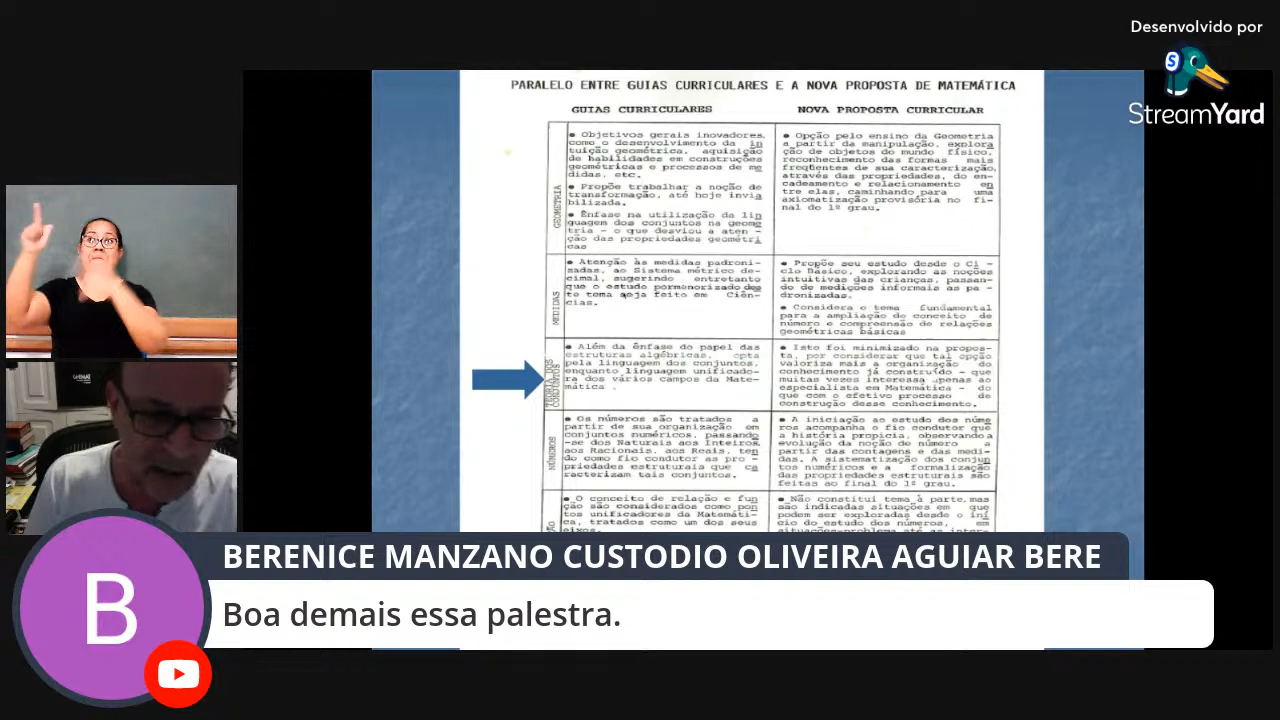 Desenvolvido por
StreamYard
PARALELO ENTRE GUIAS CURRICULARES E A NOVA PROPOSTA DE MATEMÁTICA
GUIAS CURRICULARES
NOVA PROPOSTA CURRICULAR
GEOMETRIA
• Objetivos gerais inovadores,
como o desenvolvimento da in
tuição geométrica, aquisição
de habilidades em construções
geométricas e processos de me
didas, etc.
• Propõe trabalhar a noção de
transformação, até hoje invia
bilizada.
• Ênfase na utilização da lin
guagem dos conjuntos na geome
tria - o que desviou a aten -
ção das propriedades geométri
cas
• Opção pelo ensino da Geometria
a partir da manipulação, explora
ção de objetos do mundo físico,
reconhecimento das formas mais
freqüentes de sua caracterização,
através das propriedades, do en-
cadeamento e relacionamento en
tre elas, caminhando para uma
axiomatização provisória no fi-
nal do 1º grau.
MEDIDAS
• Atenção às medidas padroni-
zadas, ao Sistema métrico de-
cimal, sugerindo entretanto
que o estudo pormenorizado des
te tema seja feito em Ciên-
cias.
• Propõe seu estudo desde o Ci -
clo Básico, explorando as noções
intuitivas das crianças, passan-
do de medições informais as pa -
dronizadas.
• Considera o tema fundamental
para a ampliação do conceito de
número e compreensão de relações
geométricas básicas
TEORIA DOS
CONJUNTOS
• Além da ênfase do papel das
estruturas algébricas, opta
pela linguagem dos conjuntos,
enquanto linguagem unificado-
ra dos vários campos da Mate-
mática .
• Isto foi minimizado na propos-
ta, por considerar que tal opção
valoriza mais a organização do
conhecimento já construído - que
muitas vezes interessa apenas ao
especialista em Matemática - do
que com o efetivo processo de
construção desse conhecimento.
NÚMEROS
• Os números são tratados a
partir de sua organização em
conjuntos numéricos, passando
-se dos Naturais aos Inteiros,
aos Racionais, aos Reais, ten
do como fio condutor as pro -
priedades estruturais que ca
racterizam tais conjuntos.
• A iniciação ao estudo dos núme
ros acompanha o fio condutor que
a história propicia, observando a
evolução da noção de número a
partir das contagens e das medi-
das. A sistematização dos conjun
tos numéricos e a formalização
das propriedades estruturais são
feitas ao final do 1º grau.
• O conceito de relação e fun
ção são considerados como pon
tos unificadores da Matemáti-
ca, tratados como um dos seus
eixos.
• Não constitui tema à parte, mas
são indicadas situações em que
podem ser exploradas desde o iní
cio do estudo dos números, em
situações-problema até as inter-
BERENICE MANZANO CUSTODIO OLIVEIRA AGUIAR BERE
B
Boa demais essa palestra.